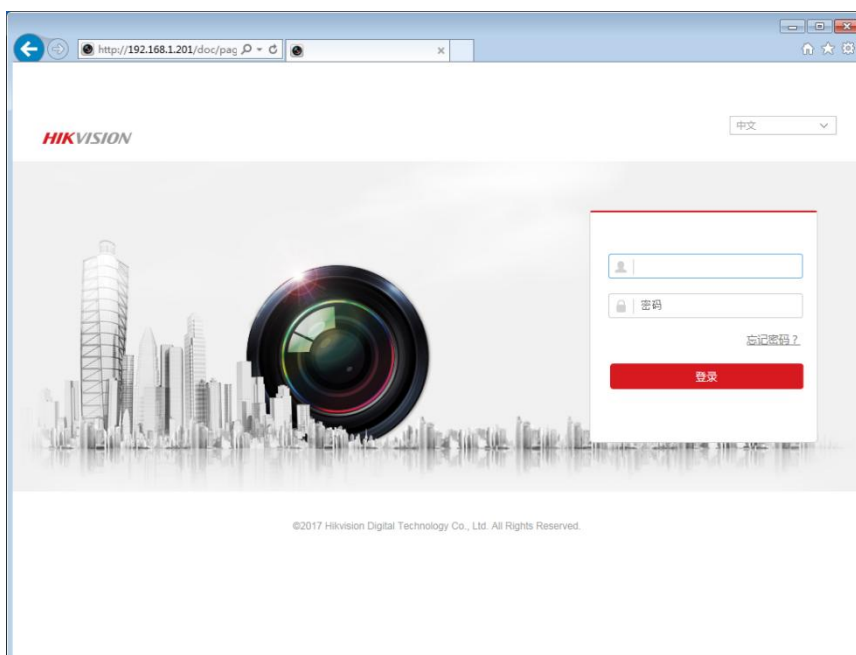 http://192.168.1.201/doc/pag
中文
HIKVISION
密码
忘记密码？
登录
©2017 Hikvision Digital Technology Co., Ltd. All Rights Reserved.